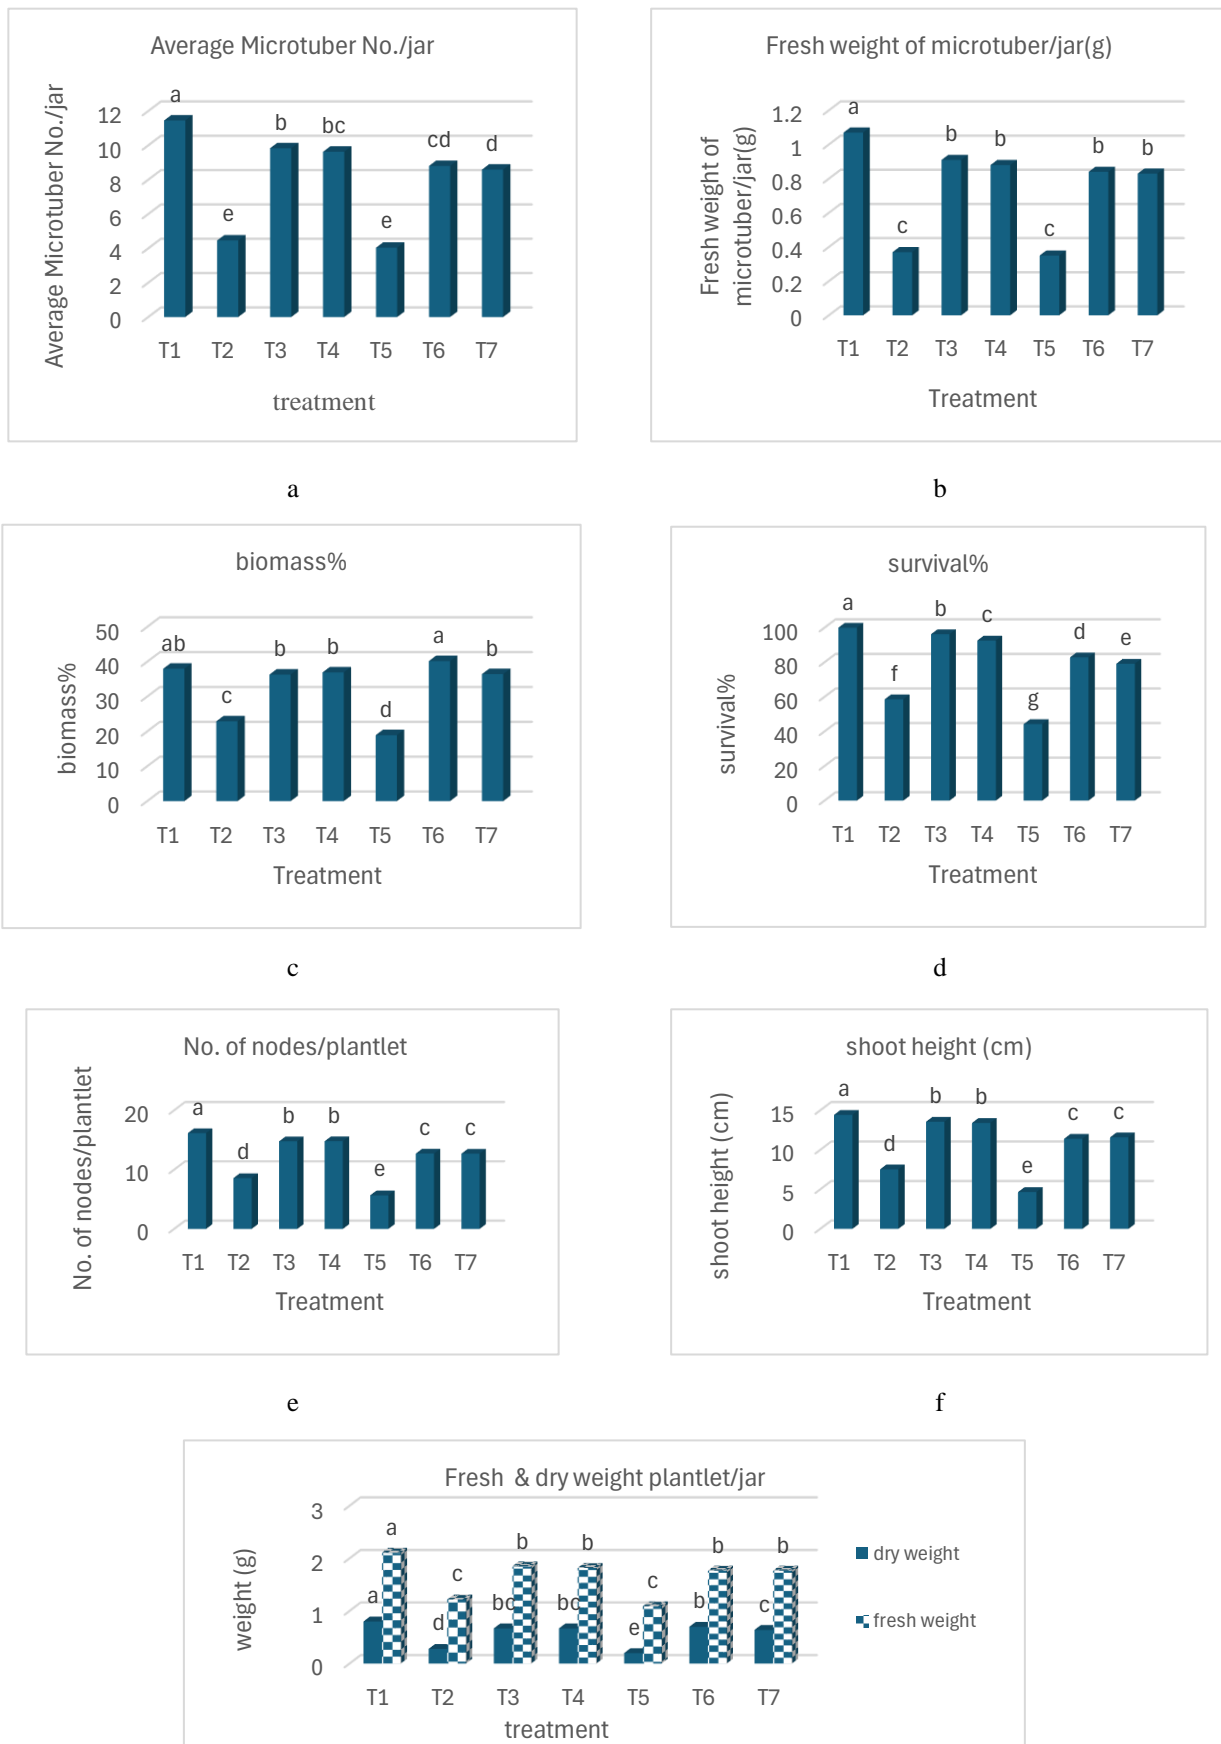 Average Microtuber No./jar
Average Microtuber No./jar
12
10
8
6
4
2
0
a
e
b
bc
e
cd
d
T1 T2 T3 T4 T5 T6 T7
treatment
a
Fresh weight of microtuber/jar(g)
Fresh weight of
microtuber/jar(g)
1.2
1
0.8
0.6
0.4
0.2
0
a
c
b
b
c
b
b
T1 T2 T3 T4 T5 T6 T7
Treatment
b
biomass%
biomass%
50
40
30
20
10
0
ab
c
b
b
d
a
b
T1 T2 T3 T4 T5 T6 T7
Treatment
c
survival%
survival%
100
80
60
40
20
0
a
f
b
c
g
d
e
T1 T2 T3 T4 T5 T6 T7
Treatment
d
No. of nodes/plantlet
No. of nodes/plantlet
20
10
0
a
d
b
b
e
c
c
T1 T2 T3 T4 T5 T6 T7
Treatment
e
shoot height (cm)
shoot height (cm)
15
10
5
0
a
d
b
b
e
c
c
T1 T2 T3 T4 T5 T6 T7
Treatment
f
Fresh & dry weight plantlet/jar
weight (g)
3
2
1
0
a
a
d
c
bc
b
bc
b
e
c
b
b
c
b
T1 T2 T3 T4 T5 T6 T7
treatment
dry weight
fresh weight